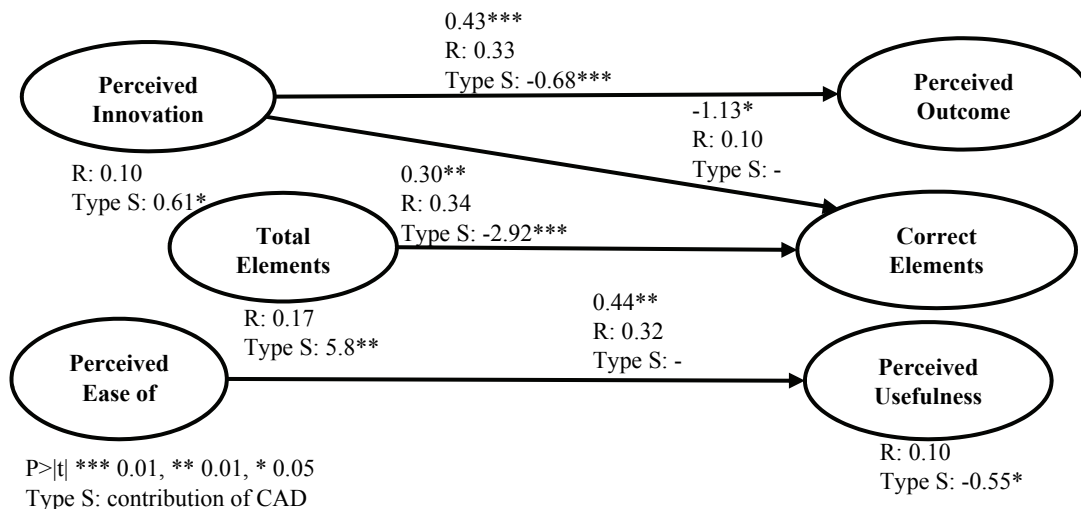 0.43***
R: 0.33
Type S: -0.68***
Perceived
Innovation
Perceived
Outcome
-1.13*
R: 0.10
Type S: -
R: 0.10
Type S: 0.61*
0.30**
R: 0.34
Type S: -2.92***
Total
Elements
Correct
Elements
R: 0.17
Type S: 5.8**
0.44**
R: 0.32
Type S: -
Perceived
Ease of
Perceived
Usefulness
R: 0.10
Type S: -0.55*
P>|t| *** 0.01, ** 0.01, * 0.05
Type S: contribution of CAD